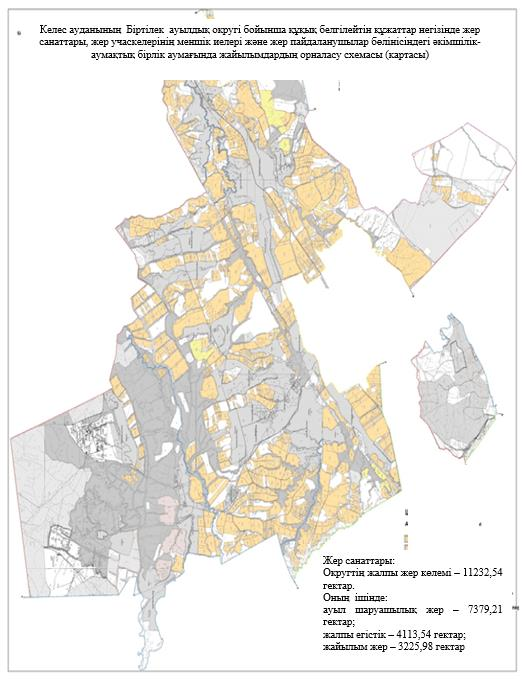 Келес ауданының Біртілек ауылдық округі бойынша құқық белгілейтін құжаттар негізінде жер
санаттары, жер учаскелерінің меншік иелері және жер пайдаланушылар бөлінісіндегі әкімшілік-
аумақтық бірлік аумағында жайылымдардың орналасу схемасы (картасы)
Жер санаттары:
Округтің жалпы жер көлемі – 11232,54
гектар.
Оның ішінде:
ауыл шаруашылық жер – 7379,21
гектар;
жалпы егістік – 4113,54 гектар;
жайылым жер – 3225,98 гектар